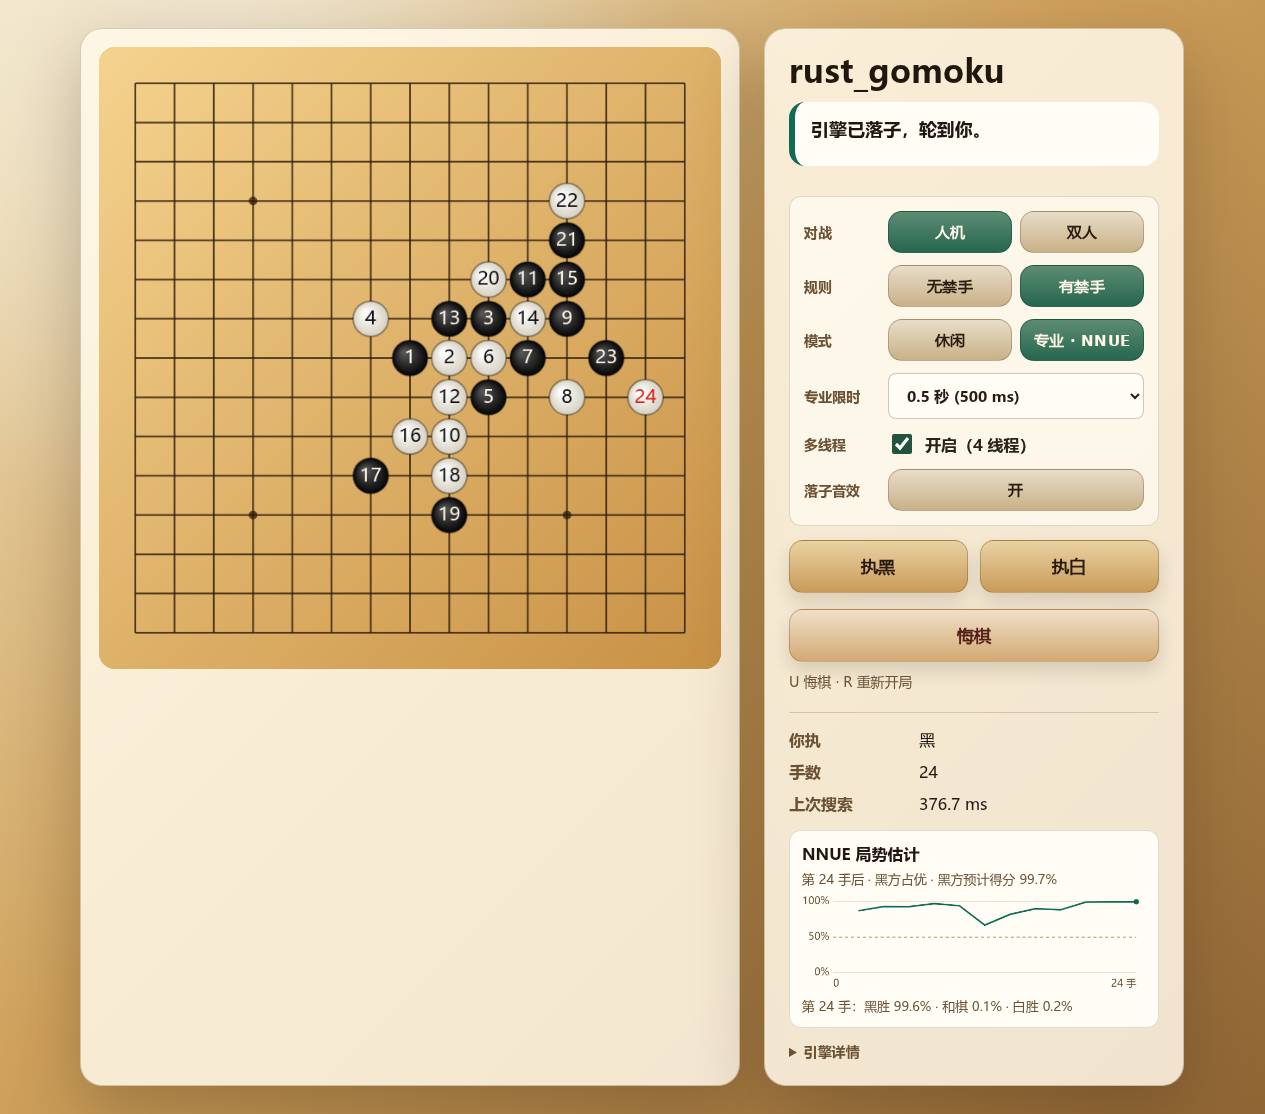 22
21
20 11 15
4 13 3 14 9
1 2 6 7 23
12 5 8 24
16 10
17 18
19
rust_gomoku
引擎已落子，轮到你。
对战 人机 双人
规则 无禁手 有禁手
模式 休闲 专业 · NNUE
专业限时 0.5 秒 (500 ms)
多线程 开启（4 线程）
落子音效 开
执黑 执白
悔棋
U 悔棋 · R 重新开局
你执 黑
手数 24
上次搜索 376.7 ms
NNUE 局势估计
第 24 手后 · 黑方占优 · 黑方预计得分 99.7%
100%
50%
0%
0 24 手
第 24 手：黑胜 99.6% · 和棋 0.1% · 白胜 0.2%
引擎详情